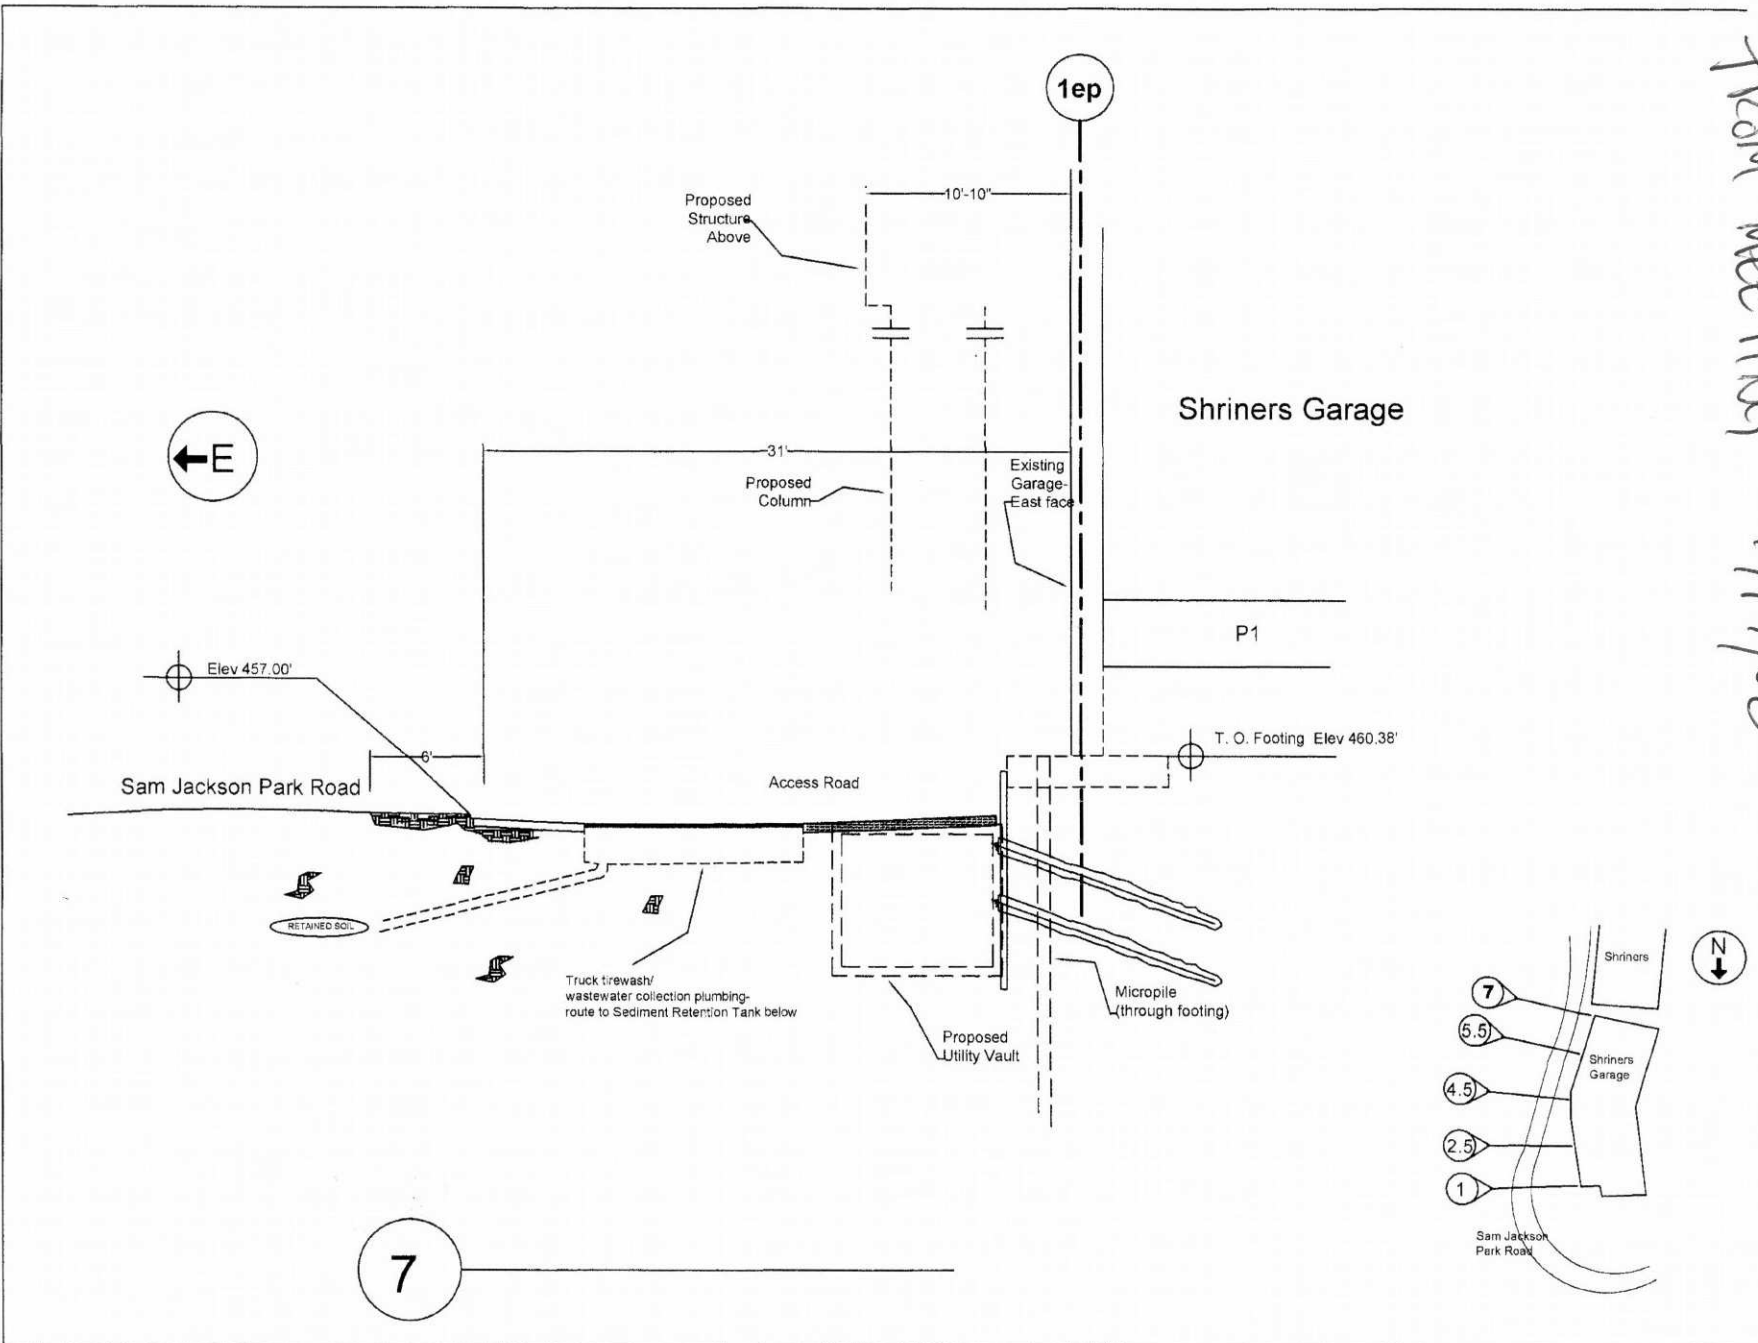 1ep
Proposed
Structure
Above
10'-10"
FROM MEETING
Shriners Garage
E
31'
Existing
Garage-
East face
Proposed
Column
P1
Elev 457.00'
T. O. Footing Elev 460.38'
6'
Sam Jackson Park Road
Access Road
RETAINED SOIL
Truck tirewash/
wastewater collection plumbing-
route to Sediment Retention Tank below
Micropile
(through footing)
Proposed
Utility Vault
Shriners
N
7
5.5
Shriners
Garage
4.5
2.5
1
Sam Jackson
Park Road
7